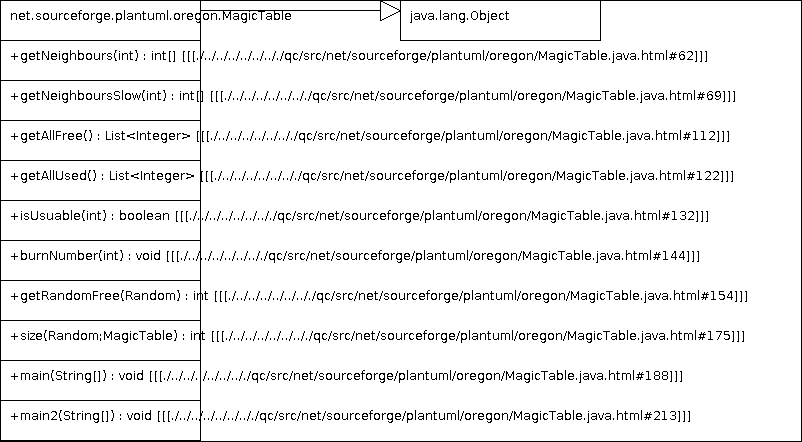 net.sourceforge.plantuml.oregon.MagicTable
java.lang.Object
+getNeighbours(int) : int[] [[[./../../../../../../../qc/src/net/sourceforge/plantuml/oregon/MagicTable.java.html#62]]]
+getNeighboursSlow(int) : int[] [[[./../../../../../../../qc/src/net/sourceforge/plantuml/oregon/MagicTable.java.html#69]]]
+getAllFree() : List<Integer> [[[./../../../../../../../qc/src/net/sourceforge/plantuml/oregon/MagicTable.java.html#112]]]
+getAllUsed() : List<Integer> [[[./../../../../../../../qc/src/net/sourceforge/plantuml/oregon/MagicTable.java.html#122]]]
+isUsuable(int) : boolean [[[./../../../../../../../qc/src/net/sourceforge/plantuml/oregon/MagicTable.java.html#132]]]
+burnNumber(int) : void [[[./../../../../../../../qc/src/net/sourceforge/plantuml/oregon/MagicTable.java.html#144]]]
+getRandomFree(Random) : int [[[./../../../../../../../qc/src/net/sourceforge/plantuml/oregon/MagicTable.java.html#154]]]
+size(Random;MagicTable) : int [[[./../../../../../../../qc/src/net/sourceforge/plantuml/oregon/MagicTable.java.html#175]]]
+main(String[]) : void [[[./../../../../../../../qc/src/net/sourceforge/plantuml/oregon/MagicTable.java.html#188]]]
+main2(String[]) : void [[[./../../../../../../../qc/src/net/sourceforge/plantuml/oregon/MagicTable.java.html#213]]]